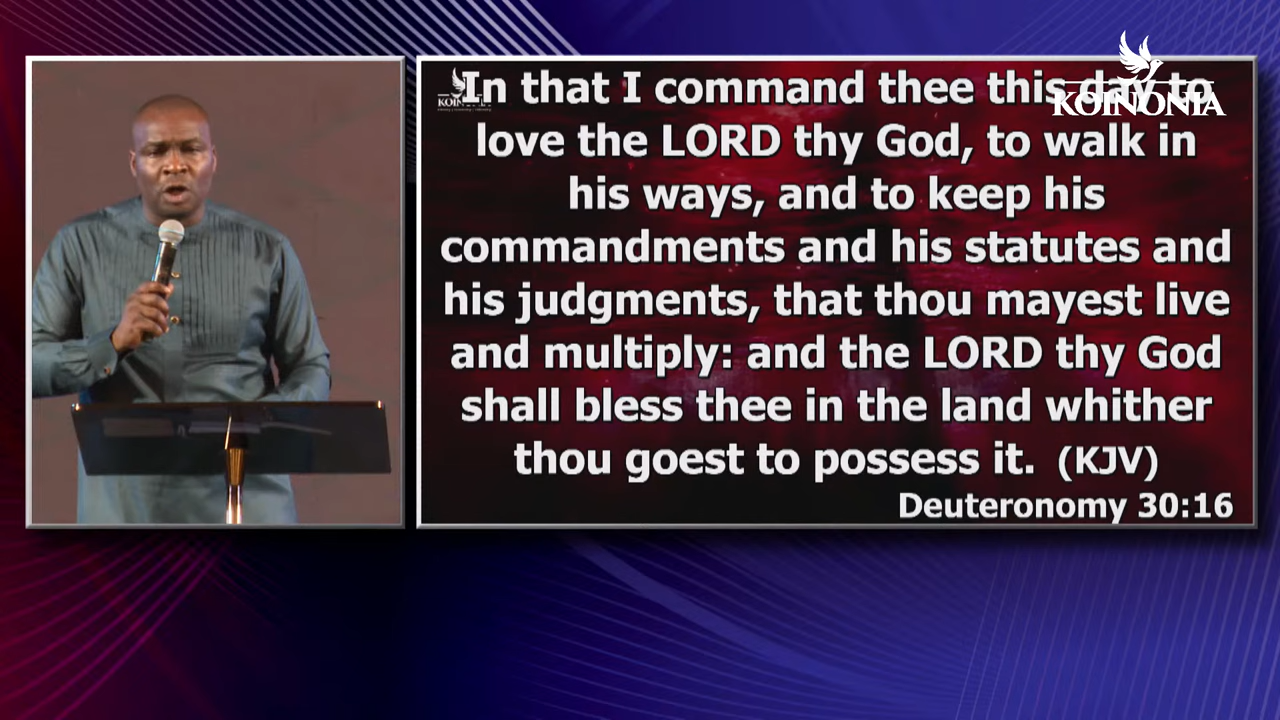 KOINONIA
In that I command thee this day to
love the LORD thy God, to walk in
his ways, and to keep his
commandments and his statutes and
his judgments, that thou mayest live
and multiply: and the LORD thy God
shall bless thee in the land whither
thou goest to possess it. (KJV)
Deuteronomy 30:16